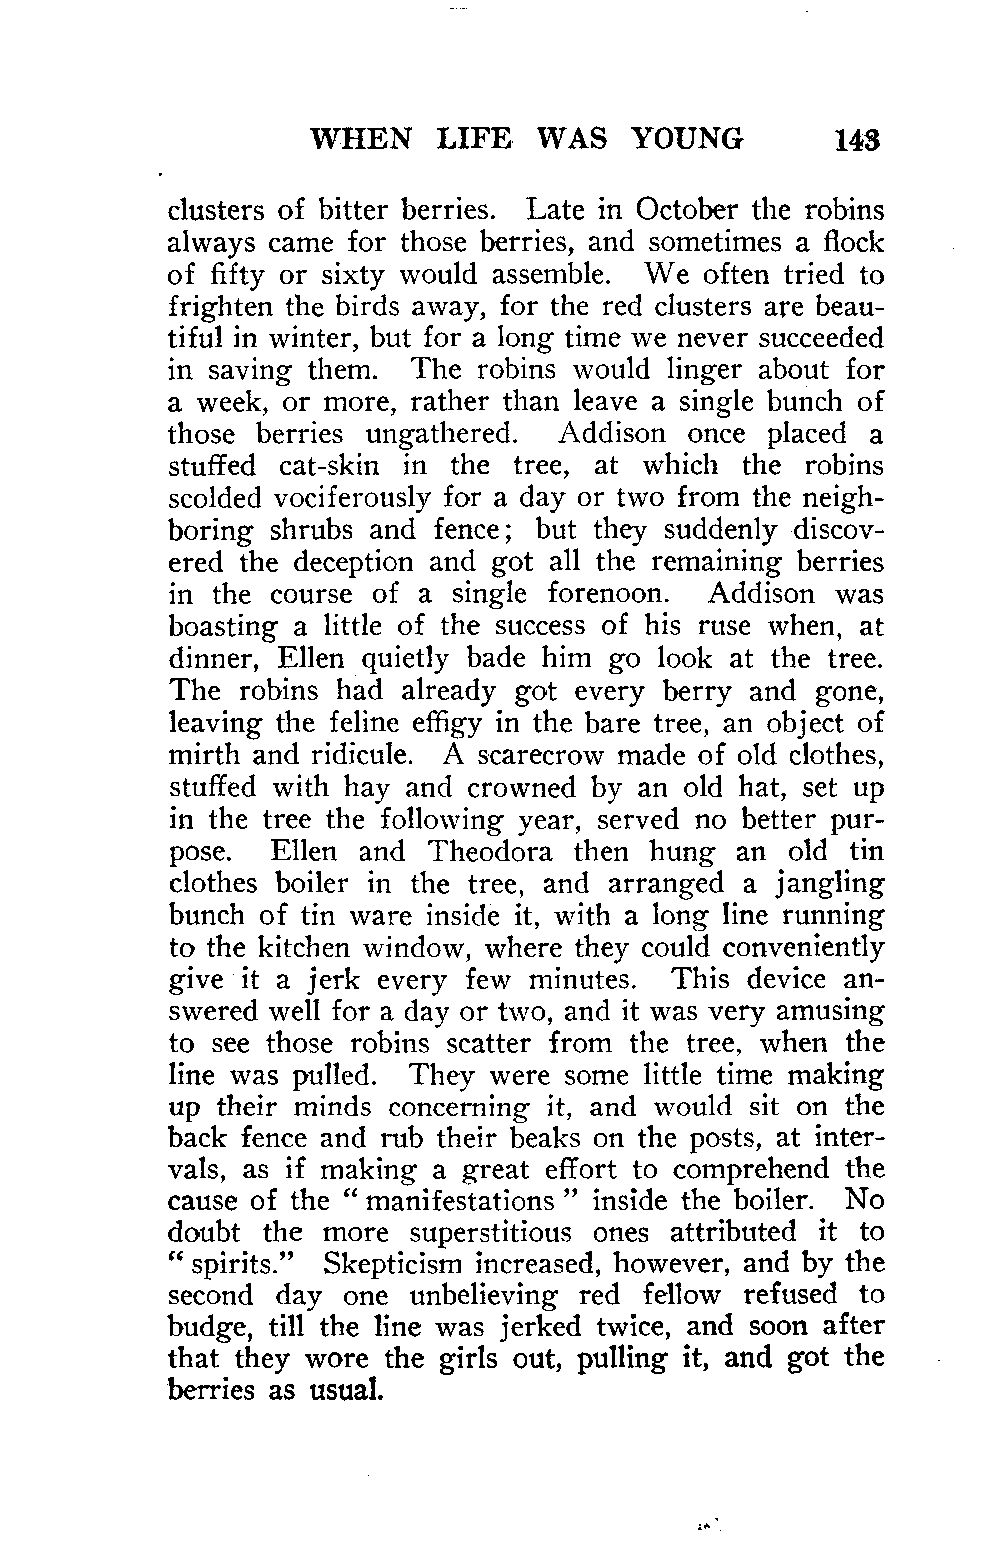 WHEN LIFE WAS YOUNG 143
clusters of bitter berries. Late in October the robins
always came for those berries, and sometimes a flock
of fifty or sixty would assemble. We often tried to
frighten the birds away, for the red clusters are beau-
tiful in winter, but for a long time we never succeeded
in saving them. The robins would linger about for
a week, or more, rather than leave a single bunch of
those berries ungathered. Addison once placed a
stuffed cat-skin in the tree, at which the robins
scolded vociferously for a day or two from the neigh-
boring shrubs and fence; but they suddenly discov-
ered the deception and got all the remaining berries
in the course of a single forenoon. Addison was
boasting a little of the success of his ruse when, at
dinner, Ellen quietly bade him go look at the tree.
The robins had already got every berry and gone,
leaving the feline effigy in the bare tree, an object of
mirth and ridicule. A scarecrow made of old clothes,
stuffed with hay and crowned by an old hat, set up
in the tree the following year, served no better pur-
pose. Ellen and Theodora then hung an old tin
clothes boiler in the tree, and arranged a jangling
bunch of tin ware inside it, with a long line running
to the kitchen window, where they could conveniently
give it a jerk every few minutes. This device an-
swered well for a day or two, and it was very amusing
to see those robins scatter from the tree, when the
line was pulled. They were some little time making
up their minds concerning it, and would sit on the
back fence and rub their beaks on the posts, at inter-
vals, as if making a great effort to comprehend the
cause of the “ manifestations ” inside the boiler. No
doubt the more superstitious ones attributed it to
“ spirits.” Skepticism increased, however, and by the
second day one unbelieving red fellow refused to
budge, till the line was jerked twice, and soon after
that they wore the girls out, pulling it, and got the
berries as usual.